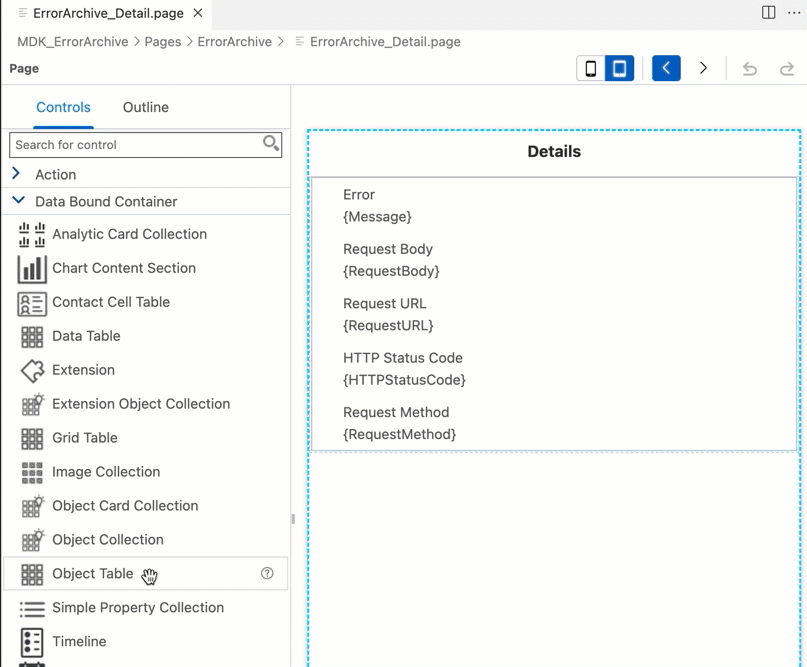 ErrorArchive_Detail.page
MDK_ErrorArchive > Pages > ErrorArchive > ErrorArchive_Detail.page
Page
Controls Outline
Search for control
Action
Data Bound Container
Analytic Card Collection
Chart Content Section
Contact Cell Table
Data Table
Extension
Extension Object Collection
Grid Table
Image Collection
Object Card Collection
Object Collection
Object Table
Simple Property Collection
Timeline
Details
Error
{Message}
Request Body
{RequestBody}
Request URL
{RequestURL}
HTTP Status Code
{HTTPStatusCode}
Request Method
{RequestMethod}